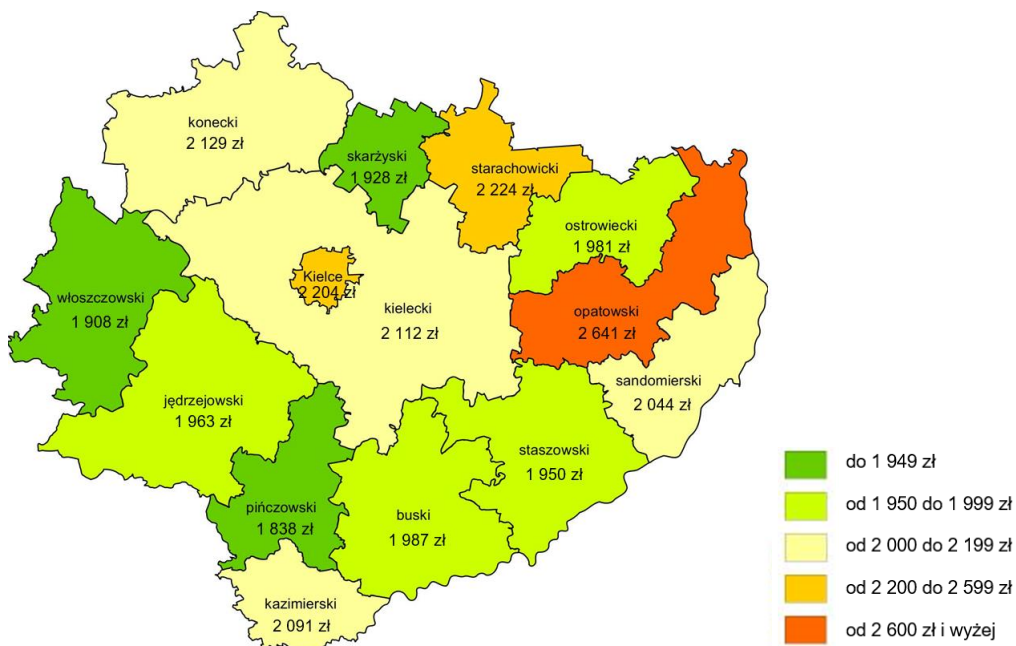 konecki
2 129 zł
skarżyski
1 928 zł
starachowicki
2 224 zł
ostrowiecki
1 981 zł
Kielce
2 204 zł
włoszczowski
1 908 zł
kielecki
2 112 zł
opatowski
2 641 zł
sandomierski
2 044 zł
jędrzejowski
1 963 zł
staszowski
1 950 zł
pińczowski
1 838 zł
buski
1 987 zł
kazimierski
2 091 zł
do 1 949 zł
od 1 950 do 1 999 zł
od 2 000 do 2 199 zł
od 2 200 do 2 599 zł
od 2 600 zł i wyżej